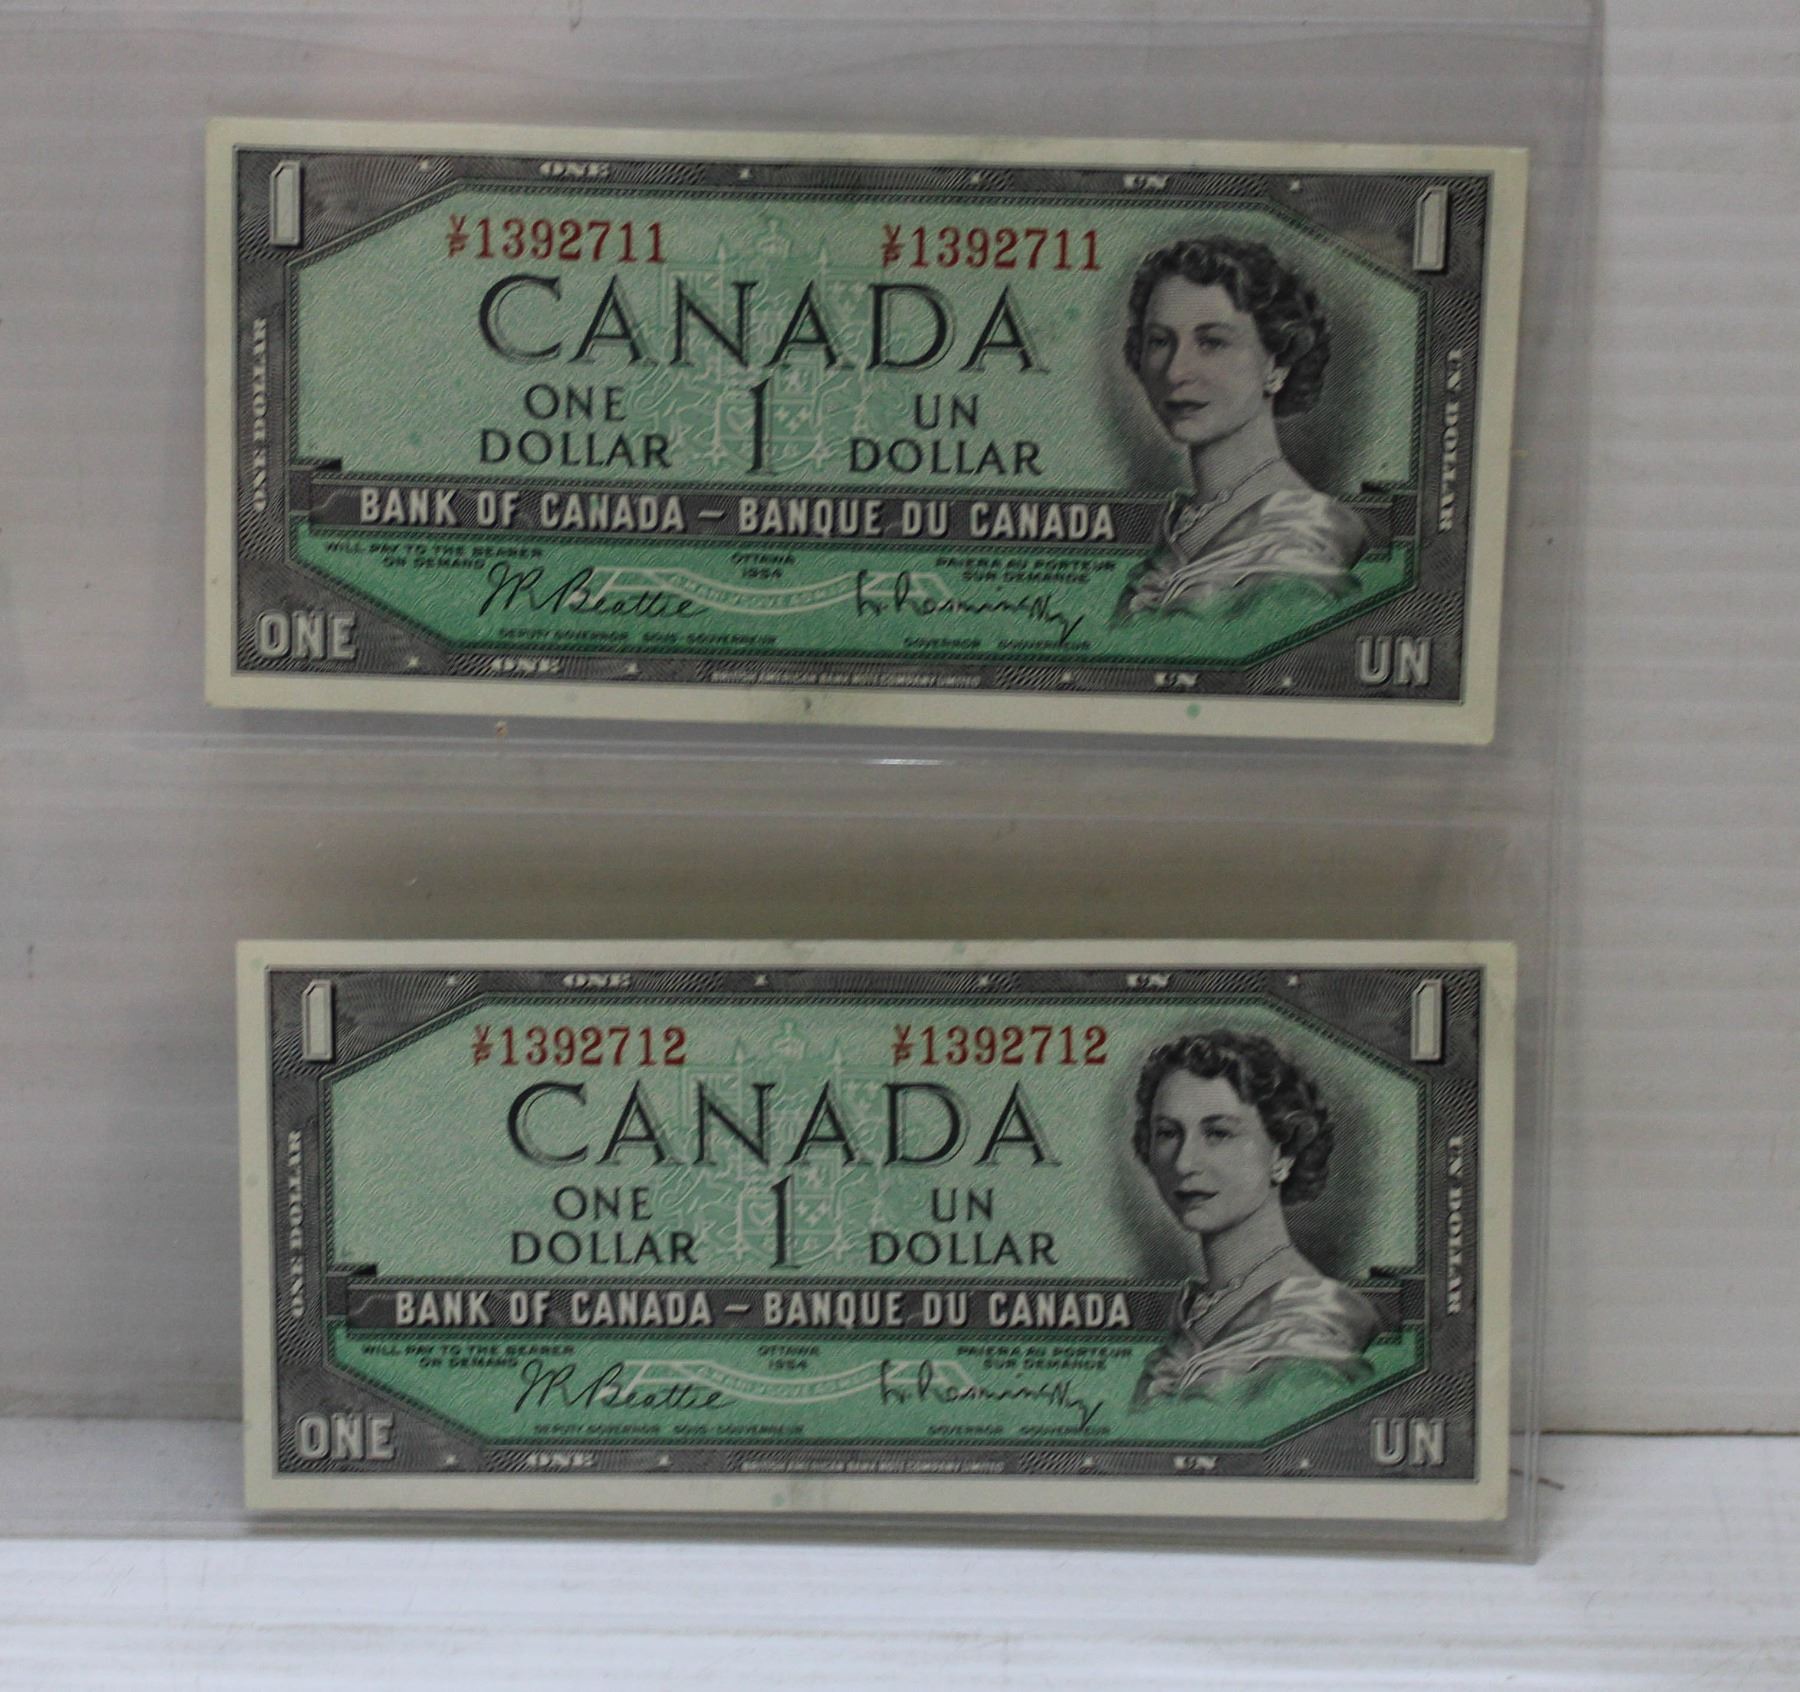 1 ONE UN 1
V/P 1392711 V/P 1392711
CANADA
ONE DOLLAR 1 UN DOLLAR
ONE DOLLAR
UN DOLLAR
BANK OF CANADA – BANQUE DU CANADA
WILL PAY TO THE BEARER ON DEMAND
OTTAWA 1954
PAIERA AU PORTEUR SUR DEMANDE
J.R. Beattie L. Rasminsky
DEPUTY GOVERNOR SOUS-GOUVERNEUR GOVERNOR GOUVERNEUR
ONE UN
ONE UN
BRITISH AMERICAN BANK NOTE COMPANY LIMITED
1 ONE UN 1
V/P 1392712 V/P 1392712
CANADA
ONE DOLLAR 1 UN DOLLAR
ONE DOLLAR
UN DOLLAR
BANK OF CANADA – BANQUE DU CANADA
WILL PAY TO THE BEARER ON DEMAND
OTTAWA 1954
PAIERA AU PORTEUR SUR DEMANDE
J.R. Beattie L. Rasminsky
DEPUTY GOVERNOR SOUS-GOUVERNEUR GOVERNOR GOUVERNEUR
ONE UN
ONE UN
BRITISH AMERICAN BANK NOTE COMPANY LIMITED